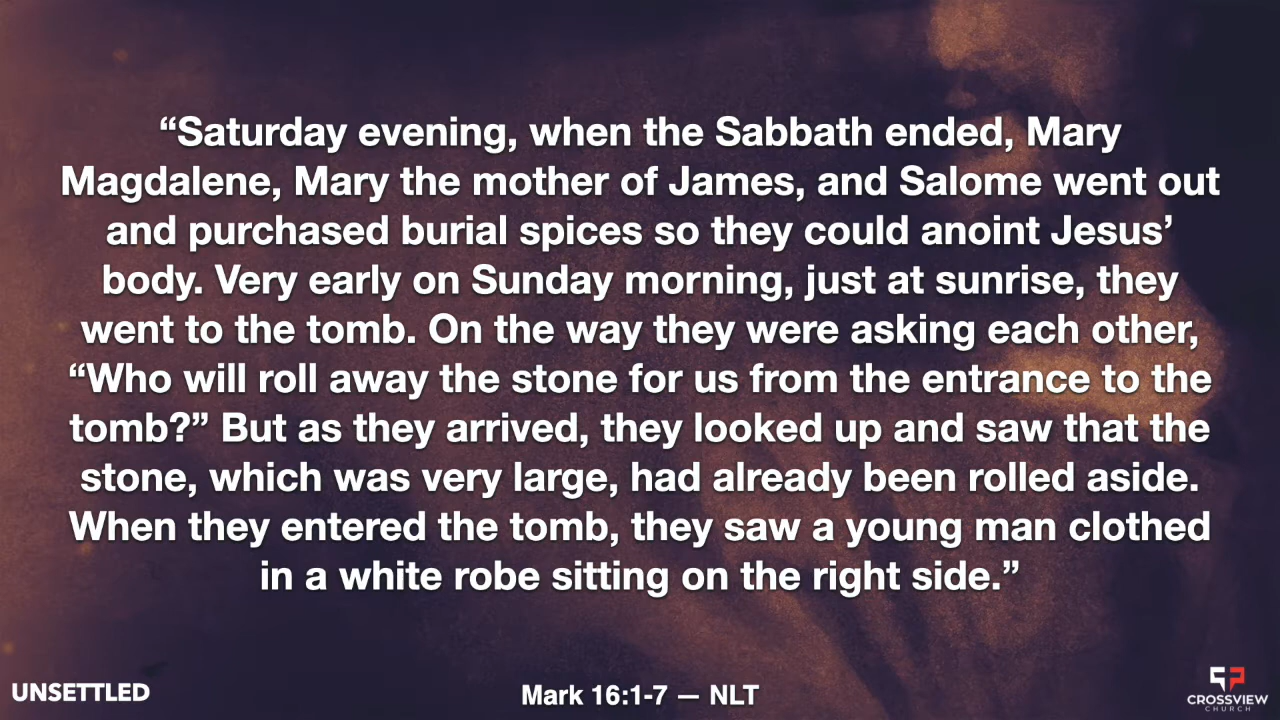 “Saturday evening, when the Sabbath ended, Mary
Magdalene, Mary the mother of James, and Salome went out
and purchased burial spices so they could anoint Jesus’
body. Very early on Sunday morning, just at sunrise, they
went to the tomb. On the way they were asking each other,
“Who will roll away the stone for us from the entrance to the
tomb?” But as they arrived, they looked up and saw that the
stone, which was very large, had already been rolled aside.
When they entered the tomb, they saw a young man clothed
in a white robe sitting on the right side.”
UNSETTLED
Mark 16:1-7 — NLT
CROSSVIEW
CHURCH